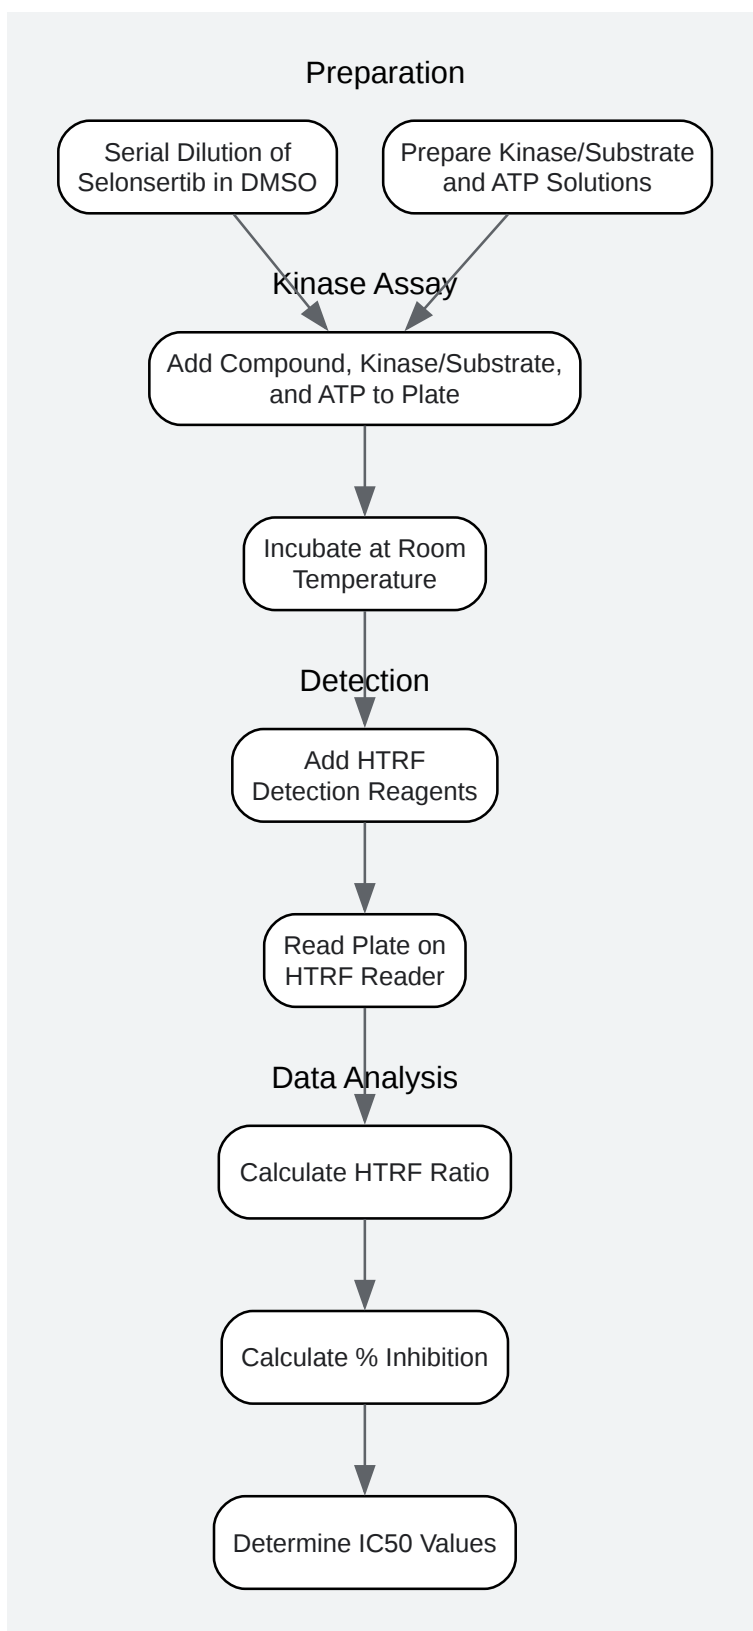 Preparation
Serial Dilution of
Selonsertib in DMSO
Prepare Kinase/Substrate
and ATP Solutions
Kinase Assay
Add Compound, Kinase/Substrate,
and ATP to Plate
Incubate at Room
Temperature
Detection
Add HTRF
Detection Reagents
Read Plate on
HTRF Reader
Data Analysis
Calculate HTRF Ratio
Calculate % Inhibition
Determine IC50 Values